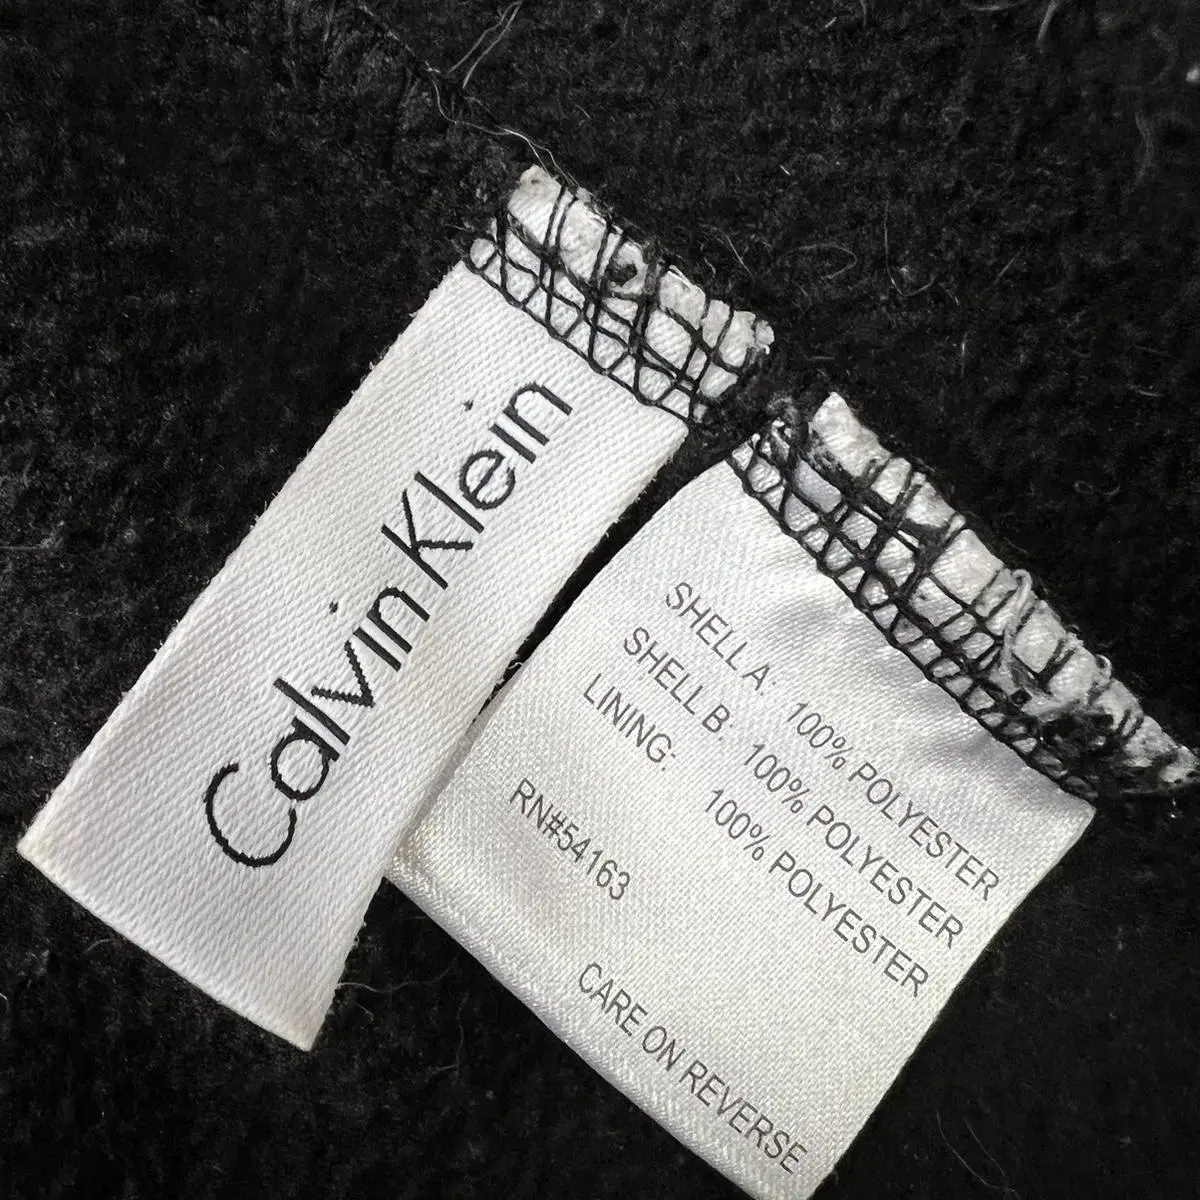 Calvin Klein
SHELL A: 100% POLYESTER
SHELL B: 100% POLYESTER
LINING: 100% POLYESTER
RN#54163
CARE ON REVERSE